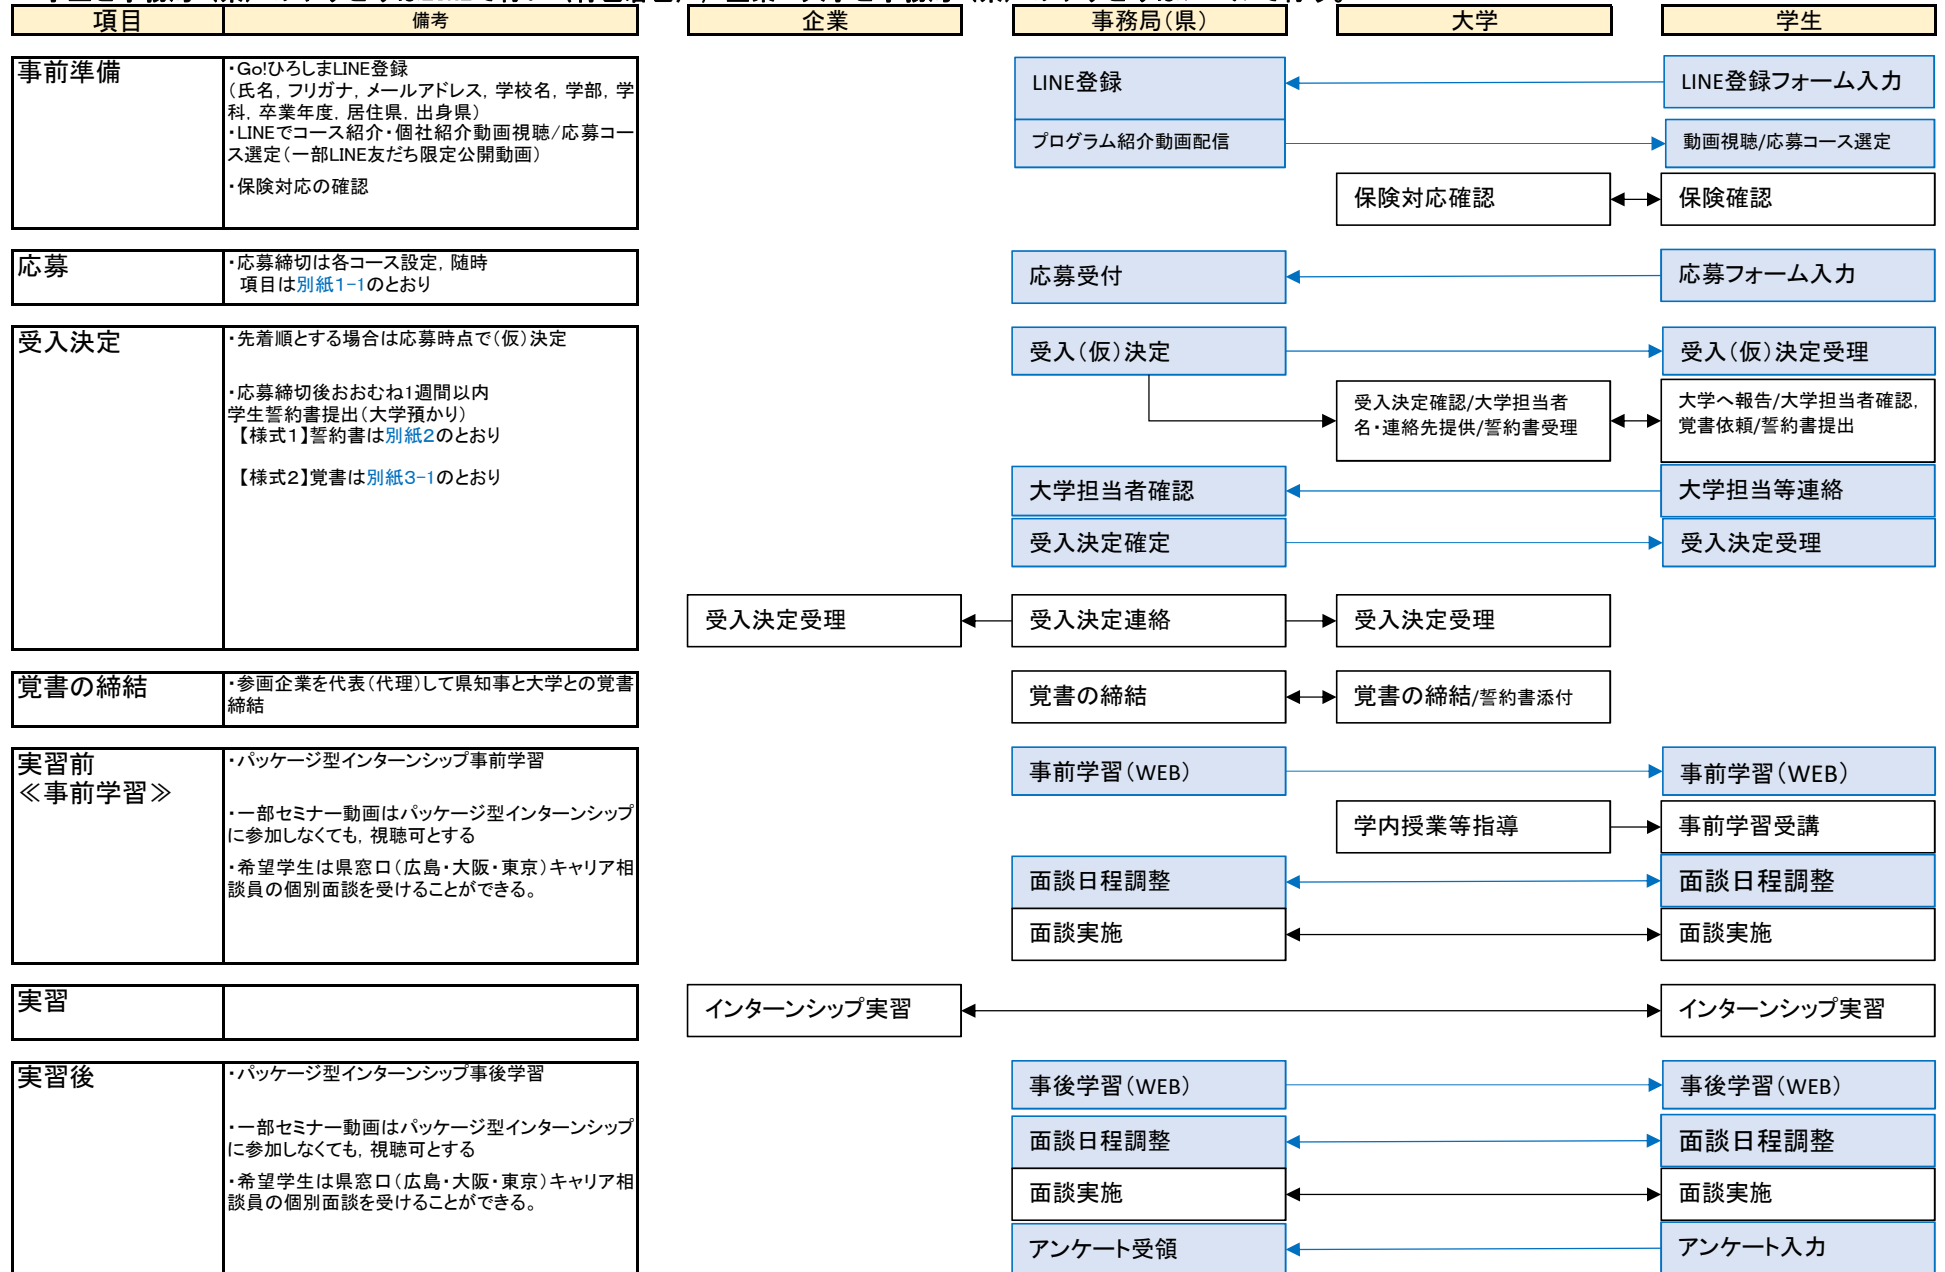 項目
備考
企業
事務局(県)
大学
学生
事前準備
・Go!ひろしまLINE登録
(氏名, フリガナ, メールアドレス, 学校名, 学部, 学
科, 卒業年度, 居住県, 出身県)
・LINEでコース紹介・個社紹介動画視聴/応募コー
ス選定(一部LINE友だち限定公開動画)
・保険対応の確認
LINE登録
LINE登録フォーム入力
プログラム紹介動画配信
動画視聴/応募コース選定
保険対応確認
保険確認
応募
・応募締切は各コース設定, 随時
項目は別紙1-1のとおり
応募受付
応募フォーム入力
受入決定
・先着順とする場合は応募時点で(仮)決定
・応募締切後おおむね1週間以内
学生誓約書提出(大学預かり)
【様式1】誓約書は別紙2のとおり
【様式2】覚書は別紙3-1のとおり
受入(仮)決定
受入(仮)決定受理
受入決定確認/大学担当者
名・連絡先提供/誓約書受理
大学へ報告/大学担当者確認,
覚書依頼/誓約書提出
大学担当者確認
大学担当等連絡
受入決定確定
受入決定受理
受入決定受理
受入決定連絡
受入決定受理
覚書の締結
・参画企業を代表(代理)して県知事と大学との覚書
締結
覚書の締結
覚書の締結/誓約書添付
実習前
≪事前学習≫
・パッケージ型インターンシップ事前学習
・一部セミナー動画はパッケージ型インターンシップ
に参加しなくても, 視聴可とする
・希望学生は県窓口(広島・大阪・東京)キャリア相
談員の個別面談を受けることができる。
事前学習(WEB)
事前学習(WEB)
学内授業等指導
事前学習受講
面談日程調整
面談日程調整
面談実施
面談実施
実習
インターンシップ実習
インターンシップ実習
実習後
・パッケージ型インターンシップ事後学習
・一部セミナー動画はパッケージ型インターンシップ
に参加しなくても, 視聴可とする
・希望学生は県窓口(広島・大阪・東京)キャリア相
談員の個別面談を受けることができる。
事後学習(WEB)
事後学習(WEB)
面談日程調整
面談日程調整
面談実施
面談実施
アンケート受領
アンケート入力